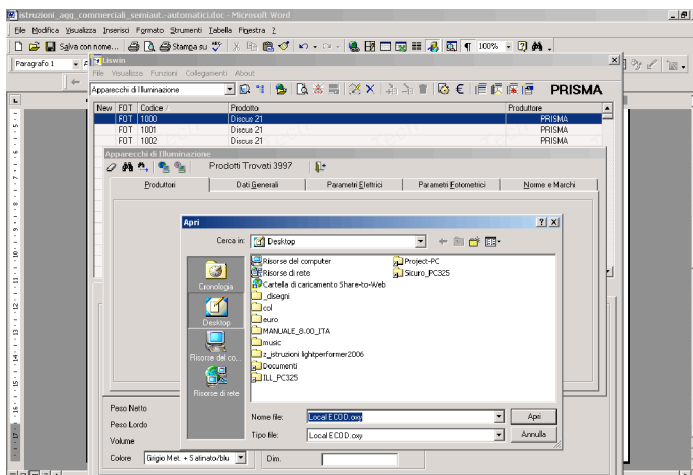 istruzioni_agg_commerciali_semiaut.-automatici.doc - Microsoft Word
File Modifica Visualizza Inserisci Formato Strumenti Tabella Finestra ?
Salva con nome... Stampa su 100%
Paragrafo 1
Liswin
File Visualizza Funzioni Collegamenti About
Apparecchi di Illuminazione PRISMA
New FOT Codice Prodotto Produttore
FOT 1000 Discus 21 PRISMA
FOT 1001 Discus 21 PRISMA
FOT 1002 Discus 21 PRISMA
Apparecchi di Illuminazione
Prodotti Trovati 3997
Produttori Dati Generali Parametri Elettrici Parametri Fotometrici Norme e Marchi
Apri
Cerca in: Desktop
Cronologia
Desktop
Risorse del co...
Risorse di rete
Risorse del computer
Risorse di rete
Cartella di caricamento Share-to-Web
_disegni
col
euro
MANUALE_8.00_ITA
music
z_istruzioni lightperformer2006
Documenti
ILL_PC325
Project-PC
Sicuro_PC325
Nome file: LocalECOD.oxy Apri
Tipo file: LocalECOD.oxy Annulla
Peso Netto
Peso Lordo
Volume
Colore Grigio Met. + Satinato/blu Dim.